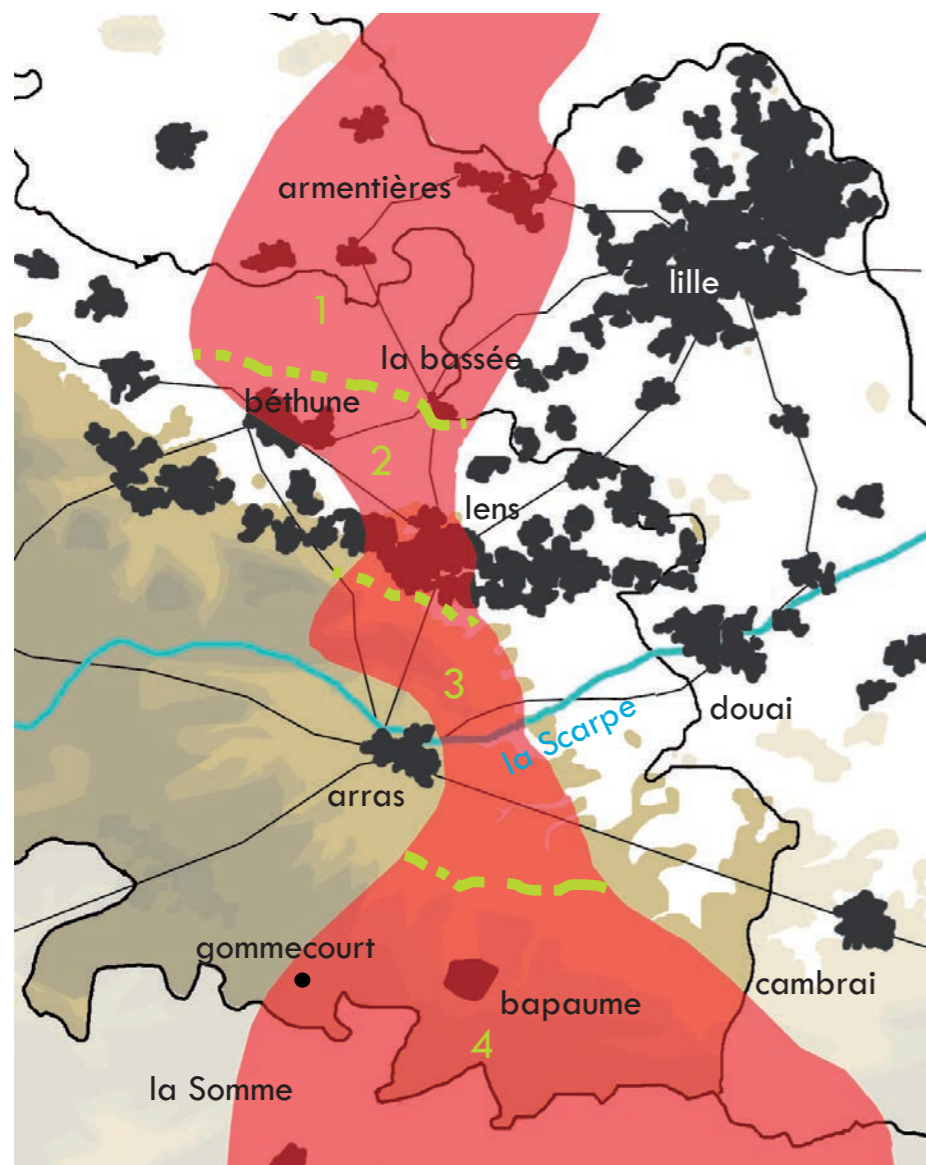 armentières
lille
1
la bassée
béthune
2
lens
3
douai
la Scarpe
arras
gommecourt
cambrai
bapaume
4
la Somme